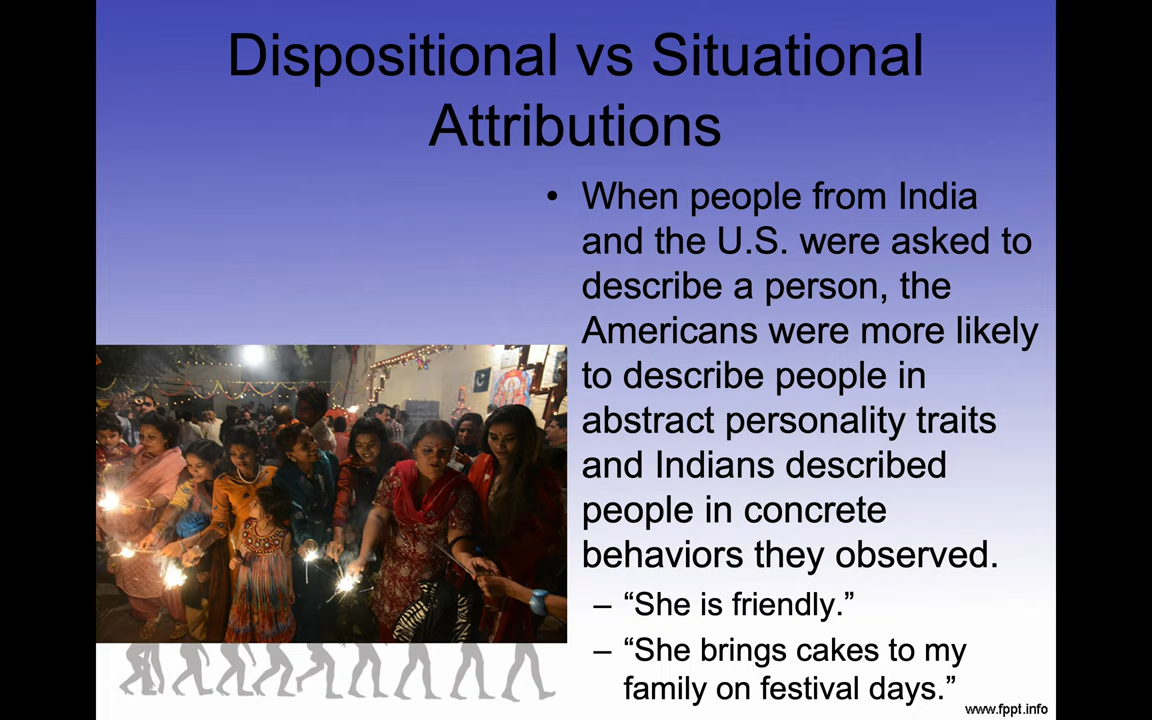 Dispositional vs Situational
Attributions
• When people from India
and the U.S. were asked to
describe a person, the
Americans were more likely
to describe people in
abstract personality traits
and Indians described
people in concrete
behaviors they observed.
– “She is friendly.”
– “She brings cakes to my
family on festival days.”
www.fppt.info